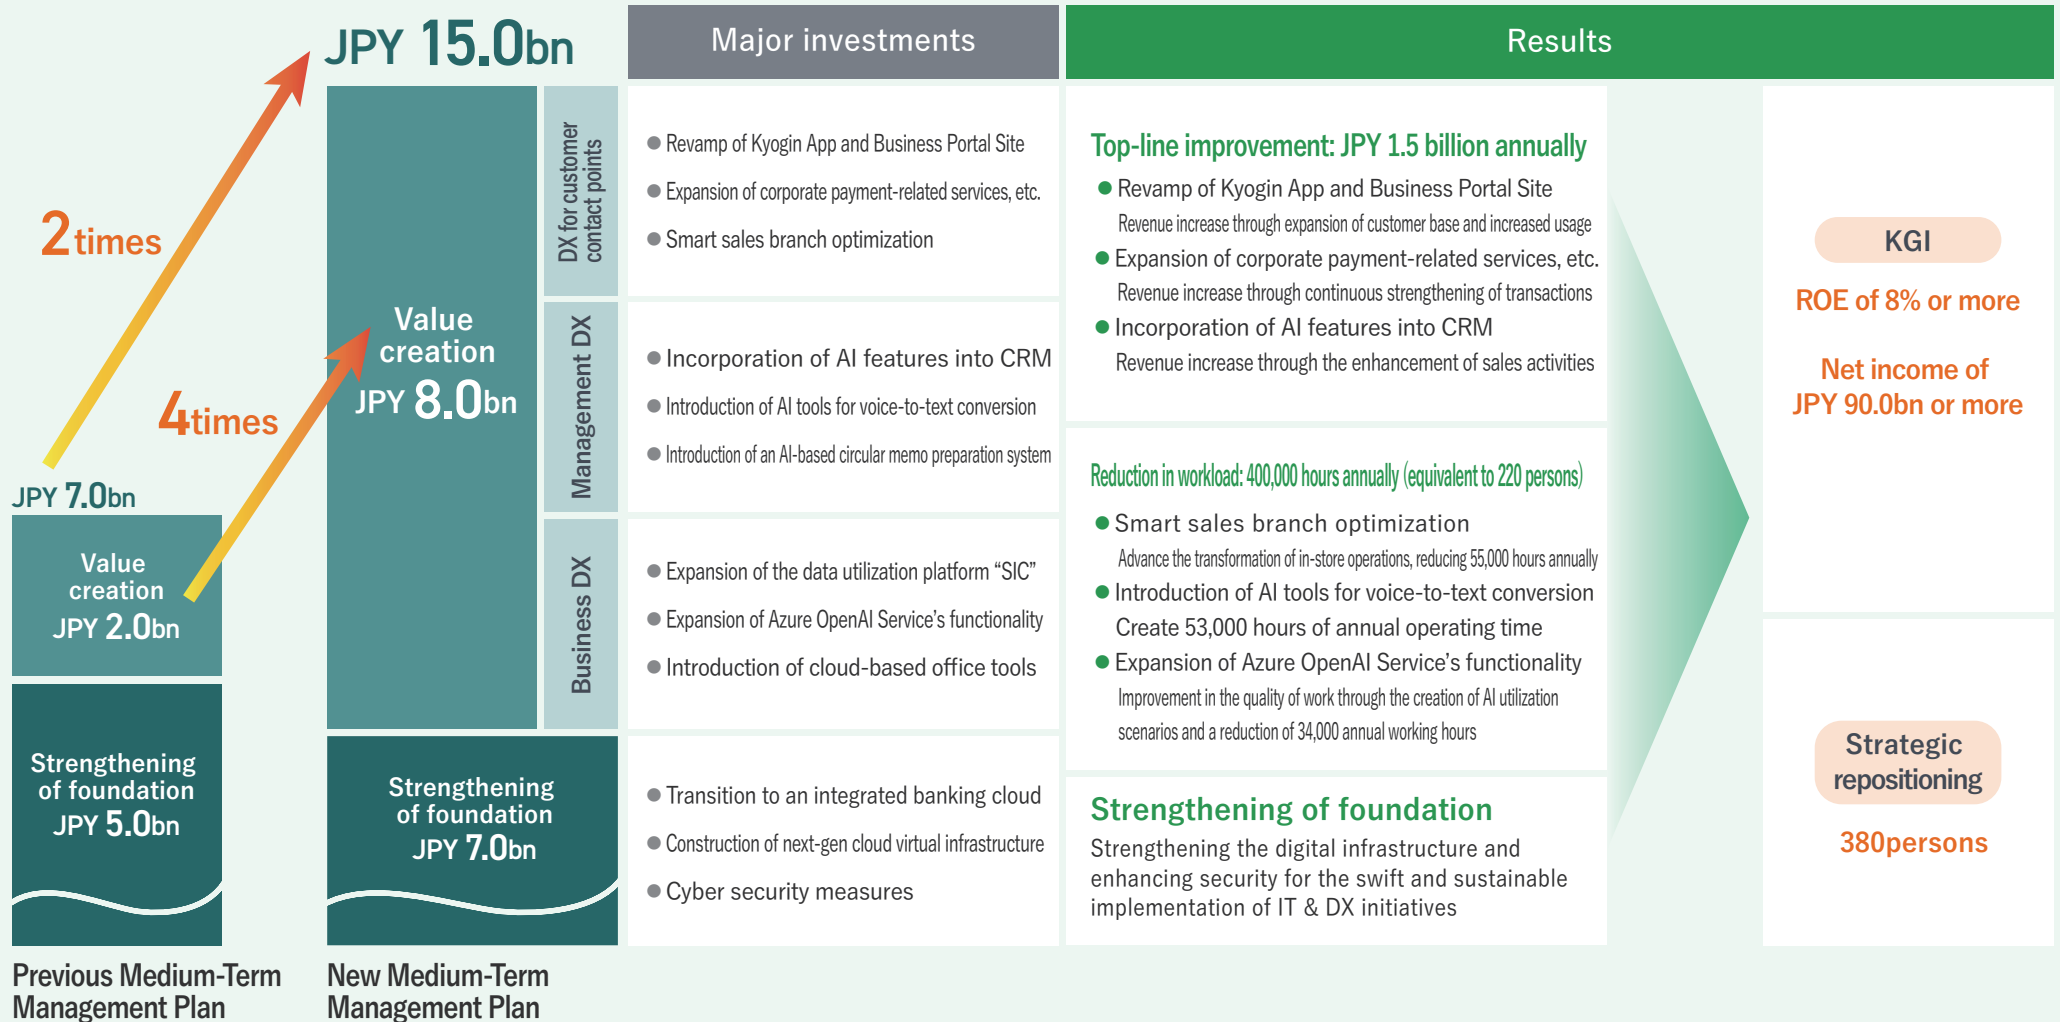 JPY 15.0bn
2times
4times
JPY 7.0bn
Value
creation
JPY 2.0bn
Strengthening
of foundation
JPY 5.0bn
Previous Medium-Term
Management Plan
Value
creation
JPY 8.0bn
Strengthening
of foundation
JPY 7.0bn
New Medium-Term
Management Plan
DX for customer
contact points
Management DX
Business DX
Major investments
● Revamp of Kyogin App and Business Portal Site
● Expansion of corporate payment-related services, etc.
● Smart sales branch optimization
● Incorporation of AI features into CRM
● Introduction of AI tools for voice-to-text conversion
● Introduction of an AI-based circular memo preparation system
● Expansion of the data utilization platform “SIC”
● Expansion of Azure OpenAI Service’s functionality
● Introduction of cloud-based office tools
● Transition to an integrated banking cloud
● Construction of next-gen cloud virtual infrastructure
● Cyber security measures
Results
Top-line improvement: JPY 1.5 billion annually
● Revamp of Kyogin App and Business Portal Site
Revenue increase through expansion of customer base and increased usage
● Expansion of corporate payment-related services, etc.
Revenue increase through continuous strengthening of transactions
● Incorporation of AI features into CRM
Revenue increase through the enhancement of sales activities
Reduction in workload: 400,000 hours annually (equivalent to 220 persons)
● Smart sales branch optimization
Advance the transformation of in-store operations, reducing 55,000 hours annually
● Introduction of AI tools for voice-to-text conversion
Create 53,000 hours of annual operating time
● Expansion of Azure OpenAI Service’s functionality
Improvement in the quality of work through the creation of AI utilization
scenarios and a reduction of 34,000 annual working hours
Strengthening of foundation
Strengthening the digital infrastructure and
enhancing security for the swift and sustainable
implementation of IT & DX initiatives
KGI
ROE of 8% or more
Net income of
JPY 90.0bn or more
Strategic
repositioning
380persons